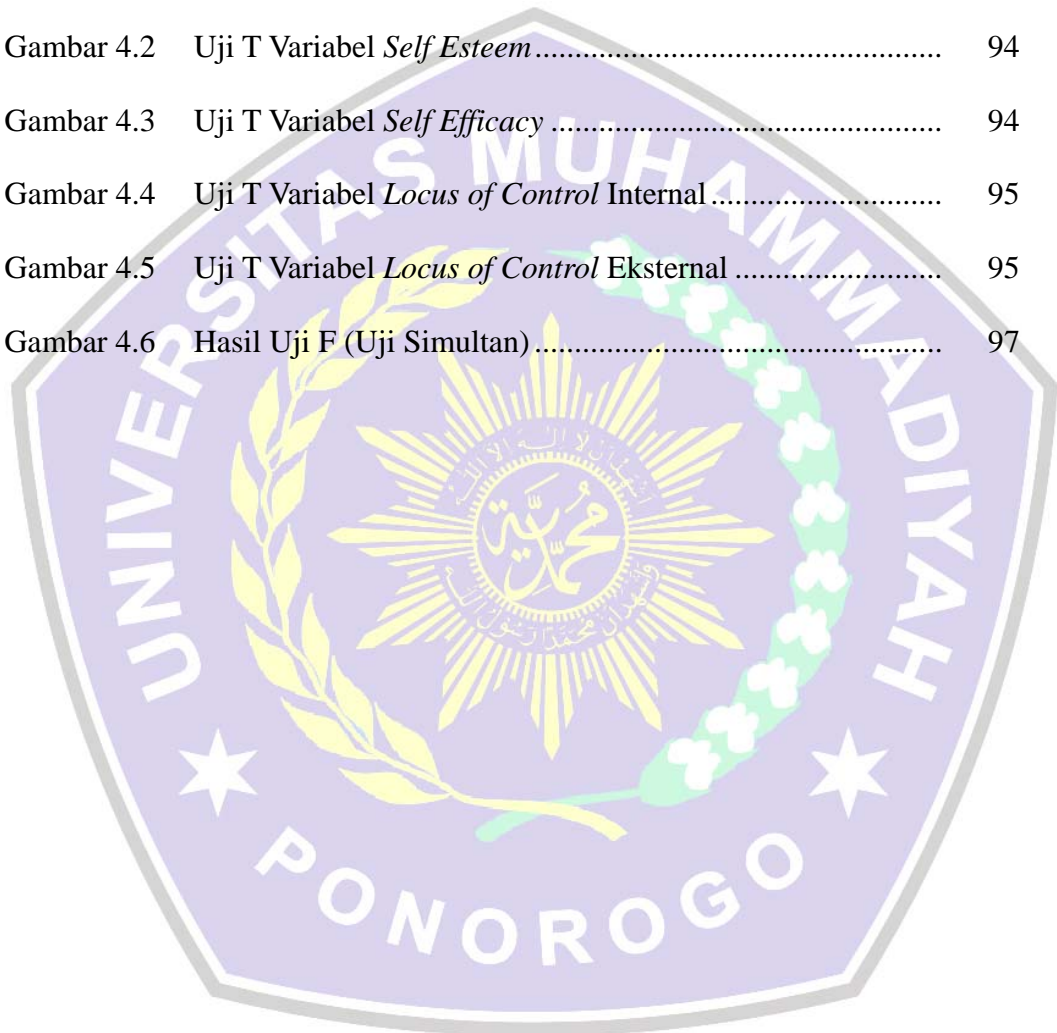 Gambar 4.2 Uji T Variabel Self Esteem................................................... 94
Gambar 4.3 Uji T Variabel Self Efficacy ................................................. 94
Gambar 4.4 Uji T Variabel Locus of Control Internal............................. 95
Gambar 4.5 Uji T Variabel Locus of Control Eksternal .......................... 95
Gambar 4.6 Hasil Uji F (Uji Simultan)................................................... 97
UNIVERSITAS MUHAMMADIYAH
PONOROGO